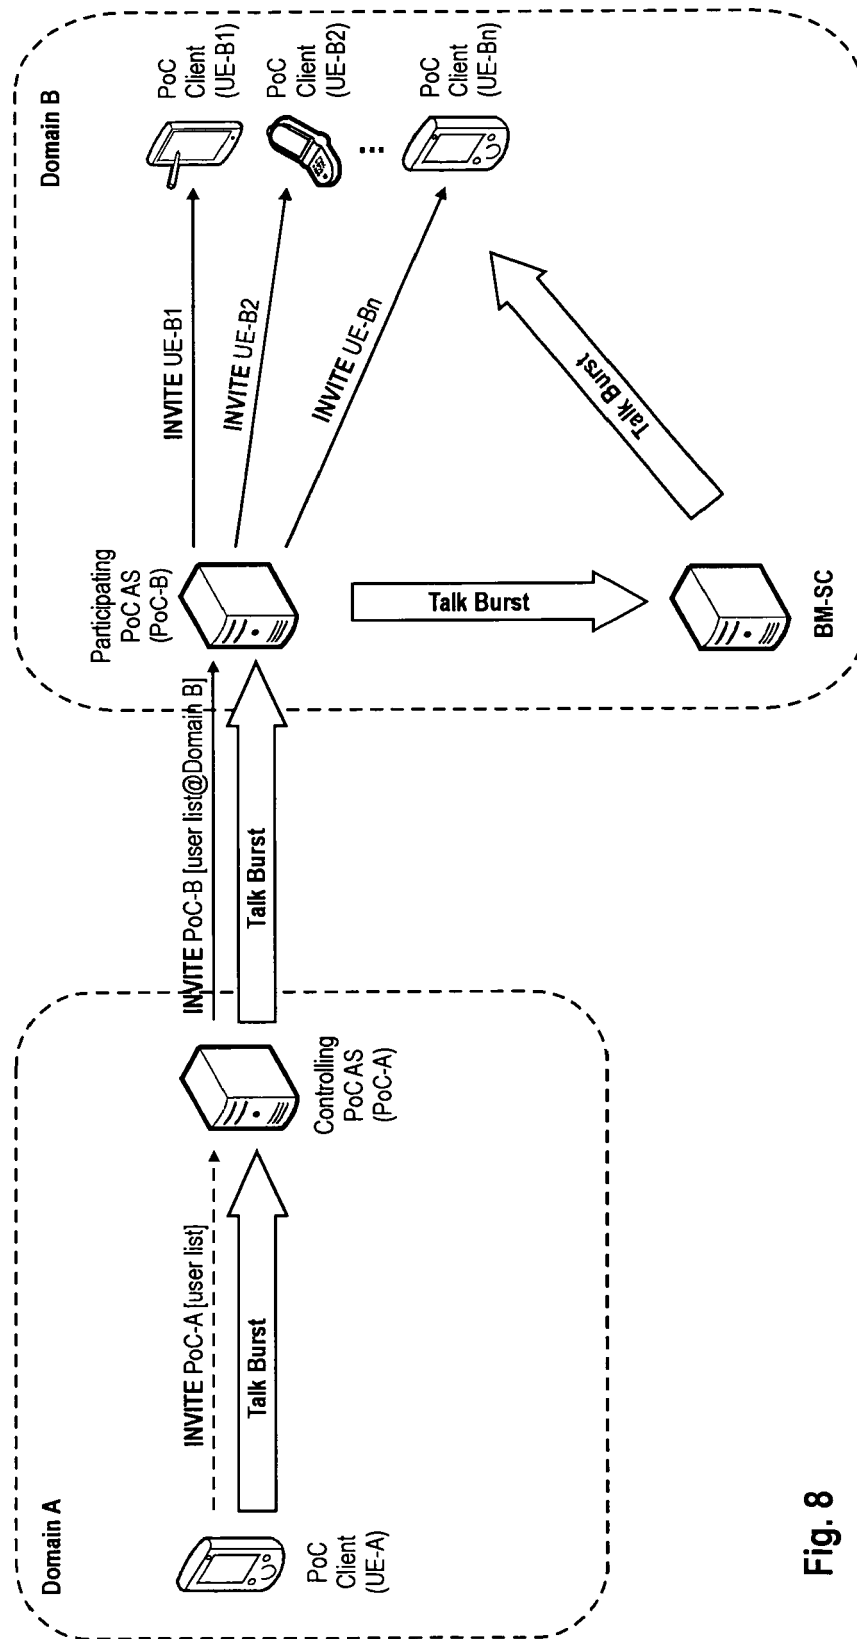 Domain A
PoC
Client
(UE-A)
INVITE PoC-A [user list]
Talk Burst
Controlling
PoC AS
(PoC-A)
INVITE PoC-B [user list@Domain B]
Talk Burst
Domain B
Participating
PoC AS
(PoC-B)
INVITE UE-B1
INVITE UE-B2
INVITE UE-Bn
PoC
Client
(UE-B1)
PoC
Client
(UE-B2)
...
PoC
Client
(UE-Bn)
Talk Burst
Talk Burst
BM-SC
Fig. 8